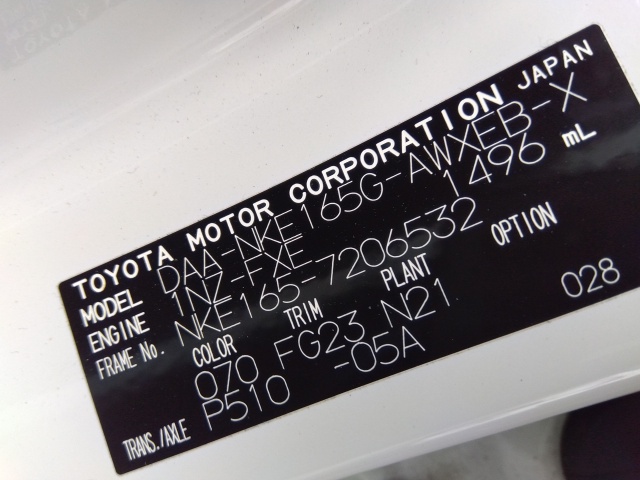 TOYOTA MOTOR CORPORATION JAPAN
MODEL DAA-NKE165G-AWXEB-X
ENGINE 1NZ-FXE 1496 mL
FRAME No. NKE165-7206532
COLOR TRIM PLANT OPTION
070 FG23 N21 028
TRANS./AXLE P510 -05A